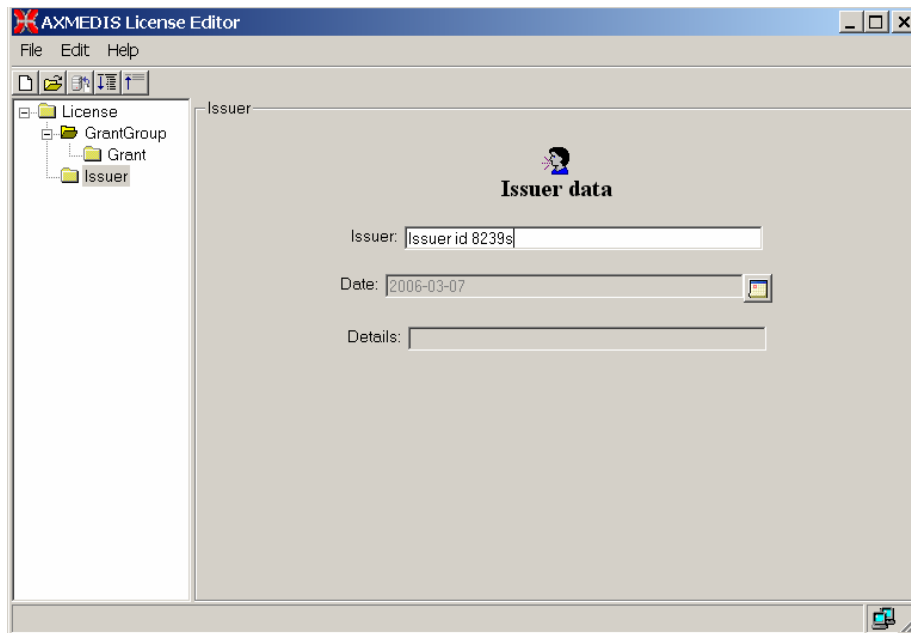 AXMEDIS License Editor
File Edit Help
License
GrantGroup
Grant
Issuer
Issuer
Issuer data
Issuer: Issuer id 8239s
Date: 2006-03-07
Details: